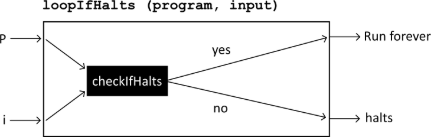 loopIfHalts (program, input)
P
yes
Run forever
checkIfHalts
i
no
halts